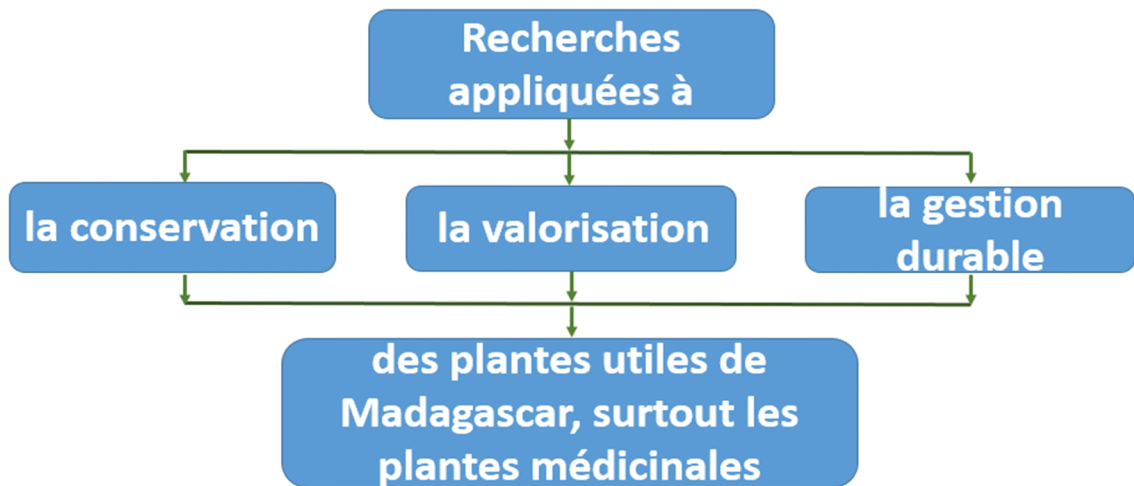 Recherches
appliquées à
la conservation
la valorisation
la gestion
durable
des plantes utiles de
Madagascar, surtout les
plantes médicinales